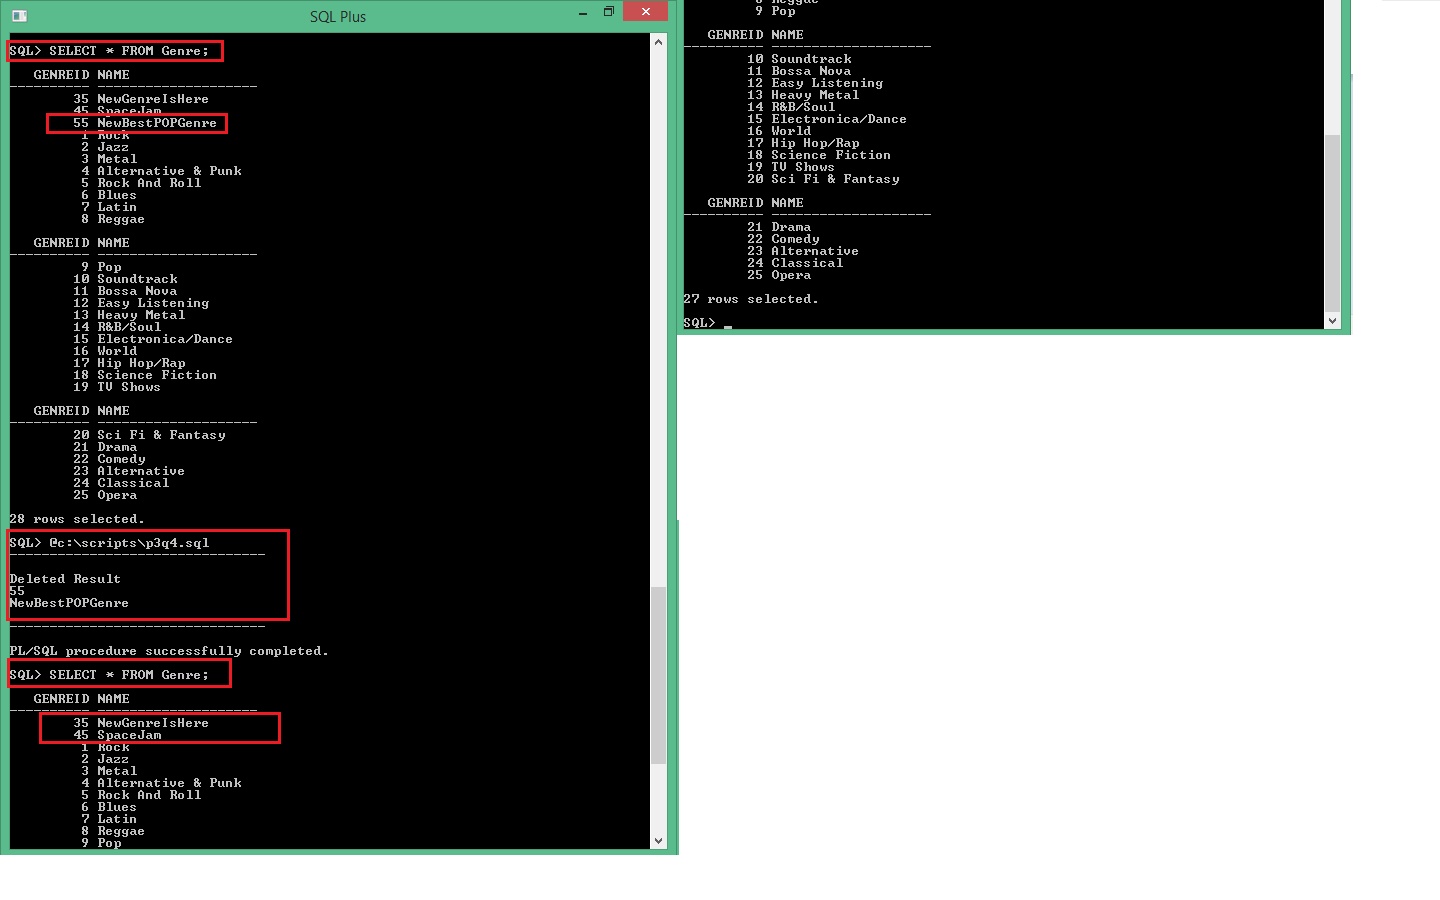 SQL Plus
SQL> SELECT * FROM Genre;
GENREID NAME
---------- --------------------
35 NewGenreIsHere
45 SpaceJam
55 NewBestPOPGenre
1 Rock
2 Jazz
3 Metal
4 Alternative & Punk
5 Rock And Roll
6 Blues
7 Latin
8 Reggae
GENREID NAME
---------- --------------------
9 Pop
10 Soundtrack
11 Bossa Nova
12 Easy Listening
13 Heavy Metal
14 R&B/Soul
15 Electronica/Dance
16 World
17 Hip Hop/Rap
18 Science Fiction
19 TV Shows
GENREID NAME
---------- --------------------
20 Sci Fi & Fantasy
21 Drama
22 Comedy
23 Alternative
24 Classical
25 Opera
28 rows selected.
SQL> @c:\scripts\p3q4.sql
--------------------------------
Deleted Result
55
NewBestPOPGenre
--------------------------------
PL/SQL procedure successfully completed.
SQL> SELECT * FROM Genre;
GENREID NAME
---------- --------------------
35 NewGenreIsHere
45 SpaceJam
1 Rock
2 Jazz
3 Metal
4 Alternative & Punk
5 Rock And Roll
6 Blues
7 Latin
8 Reggae
9 Pop
8 Reggae
9 Pop
GENREID NAME
---------- --------------------
10 Soundtrack
11 Bossa Nova
12 Easy Listening
13 Heavy Metal
14 R&B/Soul
15 Electronica/Dance
16 World
17 Hip Hop/Rap
18 Science Fiction
19 TV Shows
20 Sci Fi & Fantasy
GENREID NAME
---------- --------------------
21 Drama
22 Comedy
23 Alternative
24 Classical
25 Opera
27 rows selected.
SQL> _